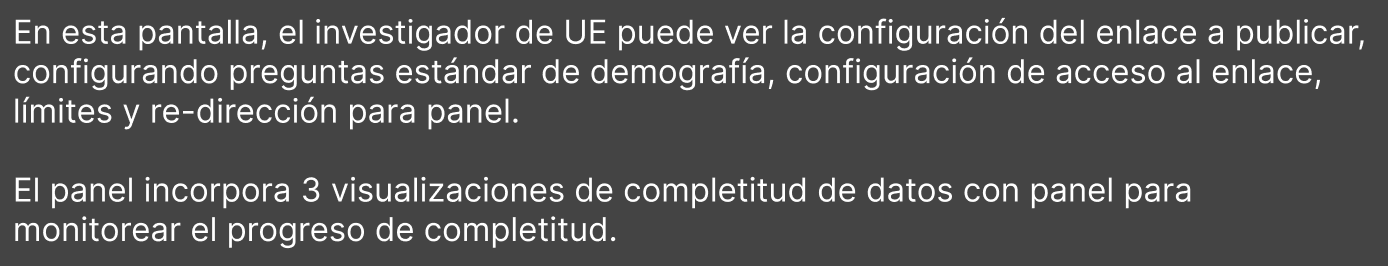 En esta pantalla, el investigador de UE puede ver la configuración del enlace a publicar,
configurando preguntas estándar de demografía, configuración de acceso al enlace,
límites y re-dirección para panel.
El panel incorpora 3 visualizaciones de completitud de datos con panel para
monitorear el progreso de completitud.